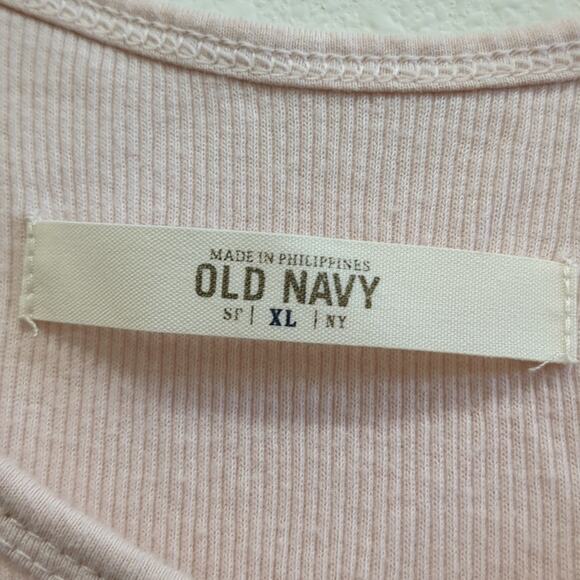 MADE IN PHILIPPINES
OLD NAVY
SF | XL | NY